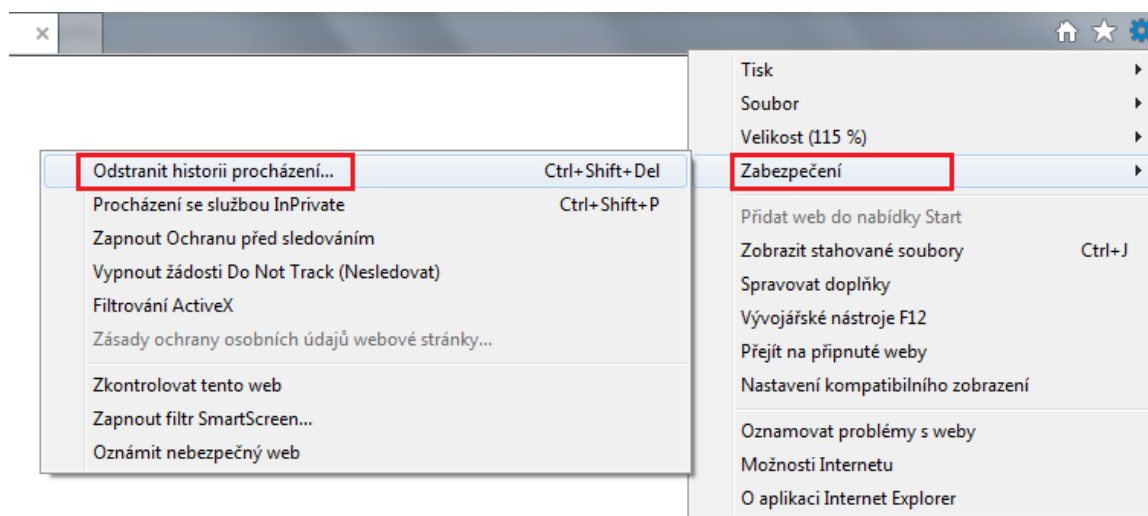 Tisk
Soubor
Velikost (115 %)
Zabezpečení
Přidat web do nabídky Start
Zobrazit stahované soubory Ctrl+J
Spravovat doplňky
Vývojářské nástroje F12
Přejít na připnuté weby
Nastavení kompatibilního zobrazení
Oznamovat problémy s weby
Možnosti Internetu
O aplikaci Internet Explorer
Odstranit historii procházení... Ctrl+Shift+Del
Procházení se službou InPrivate Ctrl+Shift+P
Zapnout Ochranu před sledováním
Vypnout žádosti Do Not Track (Nesledovat)
Filtrování ActiveX
Zásady ochrany osobních údajů webové stránky...
Zkontrolovat tento web
Zapnout filtr SmartScreen...
Oznámit nebezpečný web